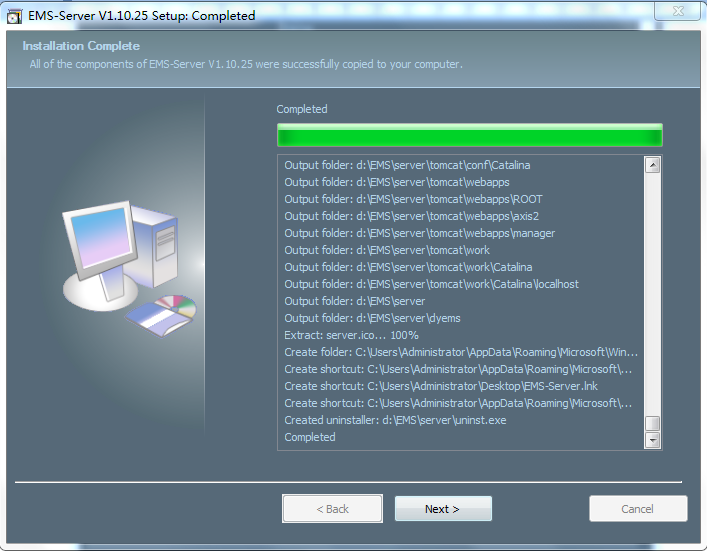 EMS-Server V1.10.25 Setup: Completed
Installation Complete
All of the components of EMS-Server V1.10.25 were successfully copied to your computer.
Completed
Output folder: d:\EMS\server\tomcat\conf\Catalina
Output folder: d:\EMS\server\tomcat\webapps
Output folder: d:\EMS\server\tomcat\webapps\ROOT
Output folder: d:\EMS\server\tomcat\webapps\axis2
Output folder: d:\EMS\server\tomcat\webapps\manager
Output folder: d:\EMS\server\tomcat\work
Output folder: d:\EMS\server\tomcat\work\Catalina
Output folder: d:\EMS\server\tomcat\work\Catalina\localhost
Output folder: d:\EMS\server
Output folder: d:\EMS\server\dyems
Extract: server.ico... 100%
Create folder: C:\Users\Administrator\AppData\Roaming\Microsoft\Win...
Create shortcut: C:\Users\Administrator\AppData\Roaming\Microsoft\...
Create shortcut: C:\Users\Administrator\Desktop\EMS-Server.lnk
Create shortcut: C:\Users\Administrator\AppData\Roaming\Microsoft\...
Created uninstaller: d:\EMS\server\uninst.exe
Completed
< Back
Next >
Cancel